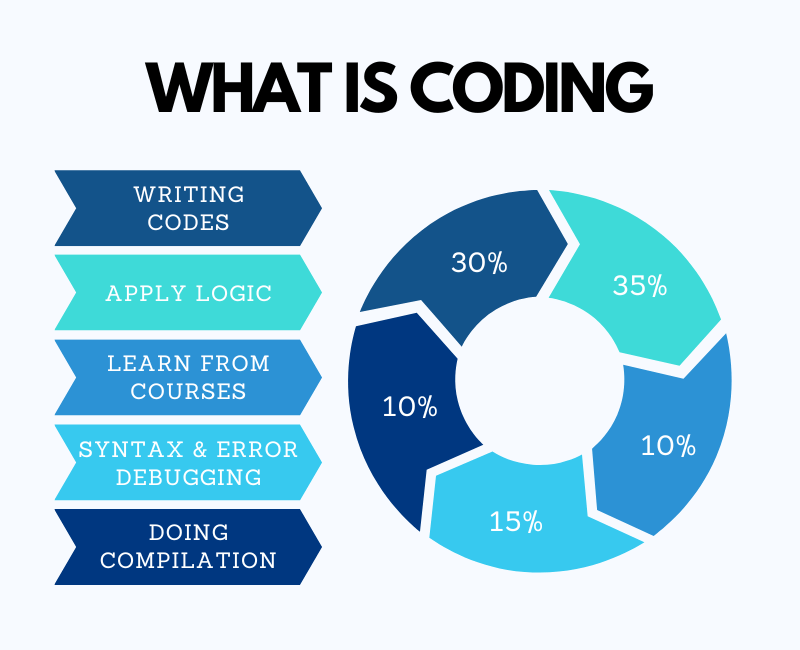 WHAT IS CODING
WRITING
CODES
APPLY LOGIC
LEARN FROM
COURSES
SYNTAX & ERROR
DEBUGGING
DOING
COMPILATION
30%
35%
10%
10%
15%